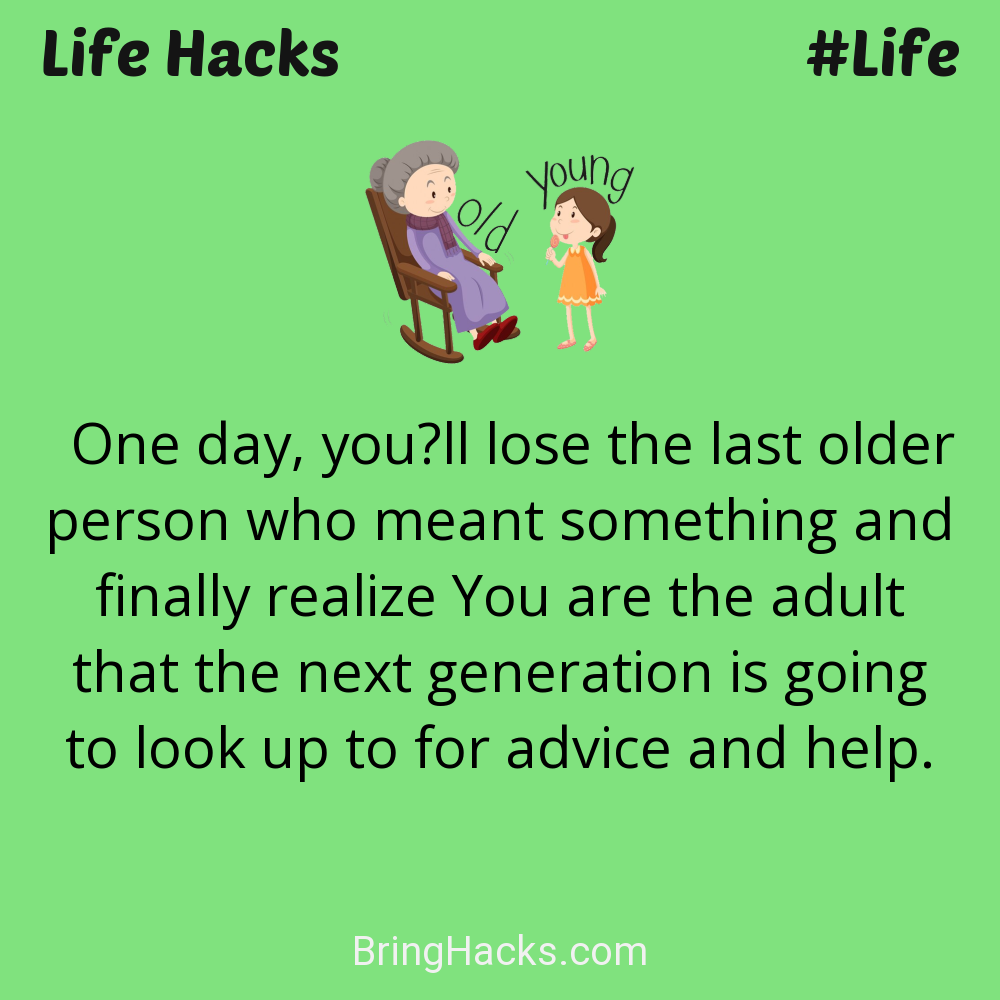 Life Hacks
#Life
old
young
One day, you?ll lose the last older
person who meant something and
finally realize You are the adult
that the next generation is going
to look up to for advice and help.
BringHacks.com